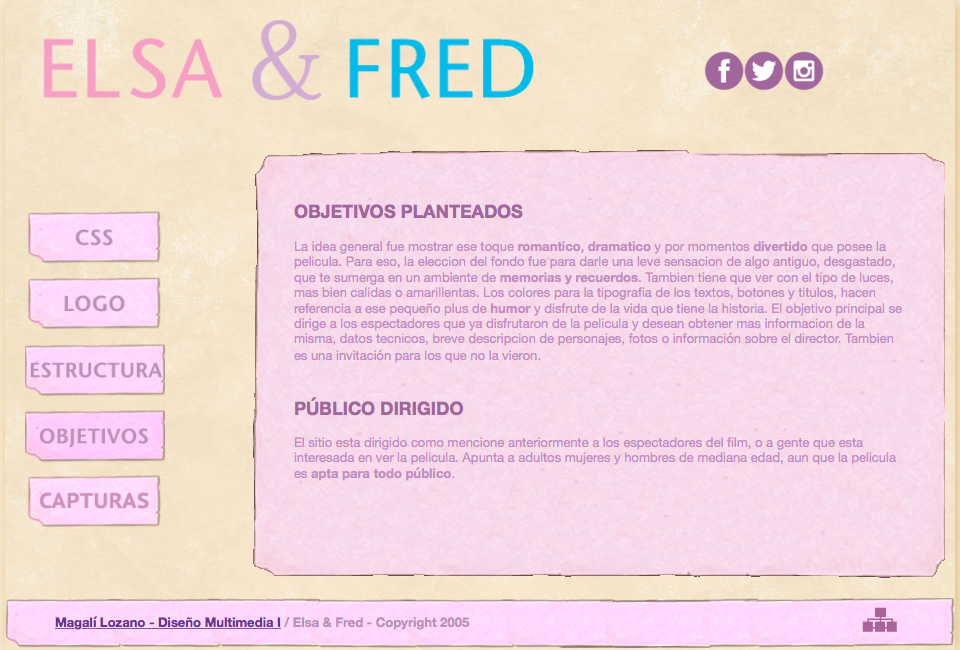 ELSA & FRED
CSS
LOGO
ESTRUCTURA
OBJETIVOS
CAPTURAS
OBJETIVOS PLANTEADOS
La idea general fue mostrar ese toque romantico, dramatico y por momentos divertido que posee la
pelicula. Para eso, la eleccion del fondo fue para darle una leve sensacion de algo antiguo, desgastado,
que te sumerga en un ambiente de memorias y recuerdos. Tambien tiene que ver con el tipo de luces,
mas bien calidas o amarillentas. Los colores para la tipografia de los textos, botones y titulos, hacen
referencia a ese pequeño plus de humor y disfrute de la vida que tiene la historia. El objetivo principal se
dirige a los espectadores que ya disfrutaron de la pelicula y desean obtener mas informacion de la
misma, datos tecnicos, breve descripcion de personajes, fotos o información sobre el director. Tambien
es una invitación para los que no la vieron.
PÚBLICO DIRIGIDO
El sitio esta dirigido como mencione anteriormente a los espectadores del film, o a gente que esta
interesada en ver la pelicula. Apunta a adultos mujeres y hombres de mediana edad, aun que la pelicula
es apta para todo público.
Magalí Lozano - Diseño Multimedia I / Elsa & Fred - Copyright 2005